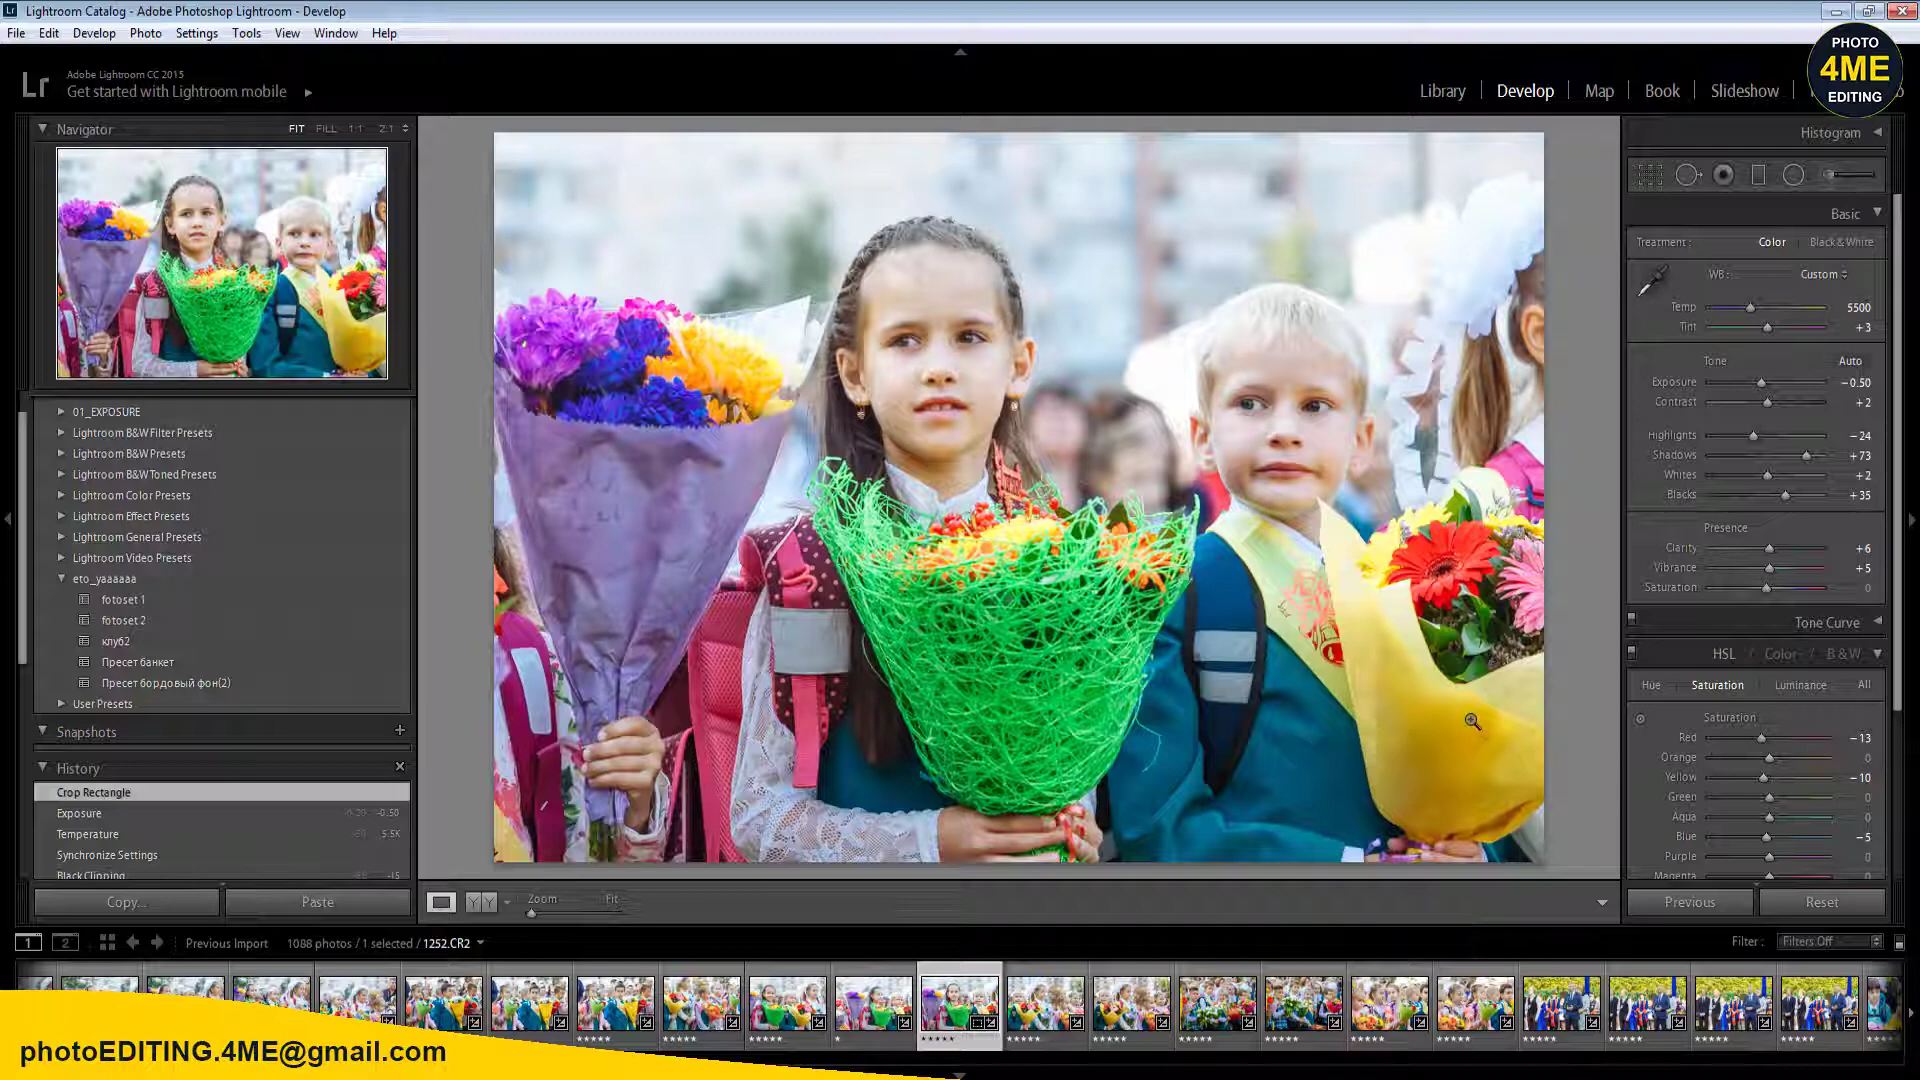 Lightroom Catalog - Adobe Photoshop Lightroom - Develop
File Edit Develop Photo Settings Tools View Window Help
PHOTO
4ME
EDITING
Lr
Adobe Lightroom CC 2015
Get started with Lightroom mobile
Library Develop Map Book Slideshow
Navigator FIT FILL 1:1 2:1
01_EXPOSURE
Lightroom B&W Filter Presets
Lightroom B&W Presets
Lightroom B&W Toned Presets
Lightroom Color Presets
Lightroom Effect Presets
Lightroom General Presets
Lightroom Video Presets
eto_yaaaaaa
fotoset 1
fotoset 2
клуб2
Пресет банкет
Пресет бордовый фон(2)
User Presets
Snapshots
History
Crop Rectangle
Exposure -0.50
Temperature 5.5K
Synchronize Settings
Black Clipping -15
Copy... Paste
Zoom Fit
Histogram
Basic
Treatment : Color Black & White
WB : Custom
Temp 5500
Tint +3
Tone Auto
Exposure −0.50
Contrast +2
Highlights −24
Shadows +73
Whites +2
Blacks +35
Presence
Clarity +6
Vibrance +5
Saturation 0
Tone Curve
HSL / Color / B & W
Hue Saturation Luminance All
Saturation
Red −13
Orange 0
Yellow −10
Green 0
Aqua 0
Blue −5
Purple 0
Magenta 0
Previous Reset
1 2 Previous Import 1088 photos / 1 selected / 1252.CR2
Filter : Filters Off
photoEDITING.4ME@gmail.com